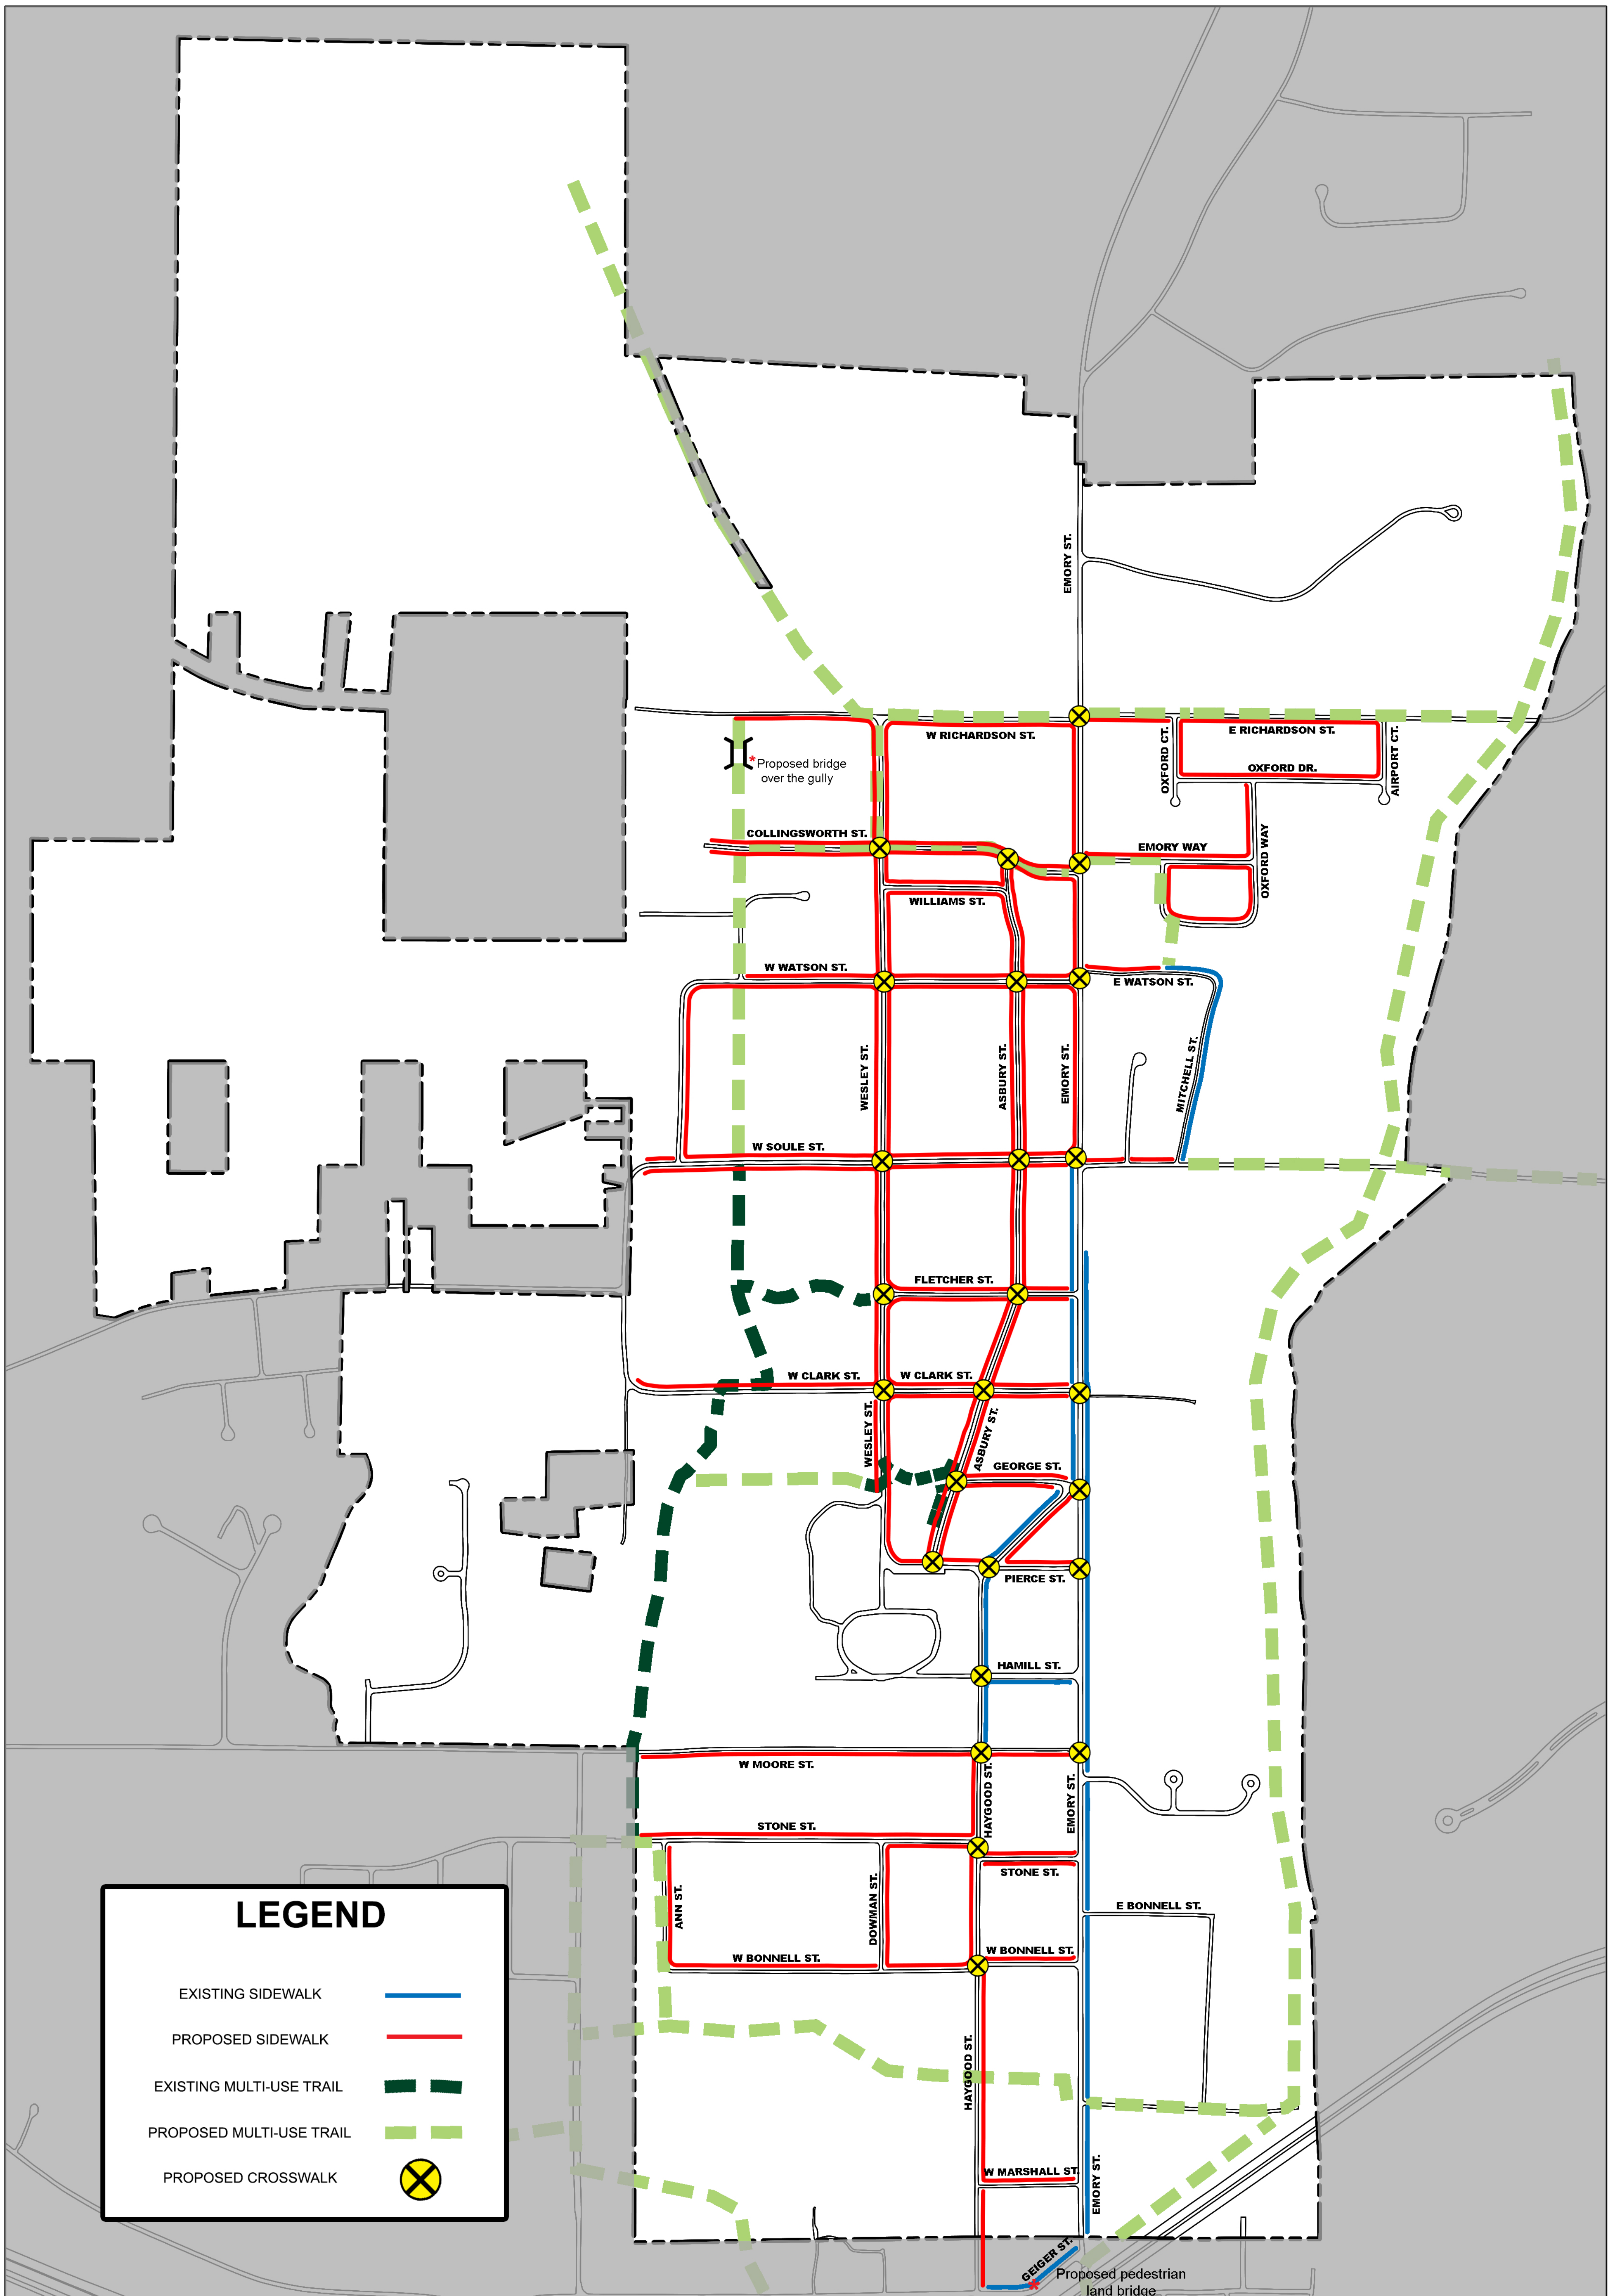 EMORY ST.
W RICHARDSON ST.
E RICHARDSON ST.
OXFORD CT.
AIRPORT CT.
OXFORD DR.
*Proposed bridge
over the gully
COLLINGSWORTH ST.
EMORY WAY
OXFORD WAY
WILLIAMS ST.
W WATSON ST.
E WATSON ST.
WESLEY ST.
ASBURY ST.
EMORY ST.
MITCHELL ST.
W SOULE ST.
FLETCHER ST.
W CLARK ST.
W CLARK ST.
WESLEY ST.
ASBURY ST.
GEORGE ST.
PIERCE ST.
HAMILL ST.
W MOORE ST.
HAYGOOD ST.
EMORY ST.
STONE ST.
STONE ST.
ANN ST.
DOWMAN ST.
E BONNELL ST.
W BONNELL ST.
W BONNELL ST.
HAYGOOD ST.
W MARSHALL ST.
EMORY ST.
GEIGER ST.
* Proposed pedestrian
land bridge
LEGEND
EXISTING SIDEWALK
PROPOSED SIDEWALK
EXISTING MULTI-USE TRAIL
PROPOSED MULTI-USE TRAIL
PROPOSED CROSSWALK